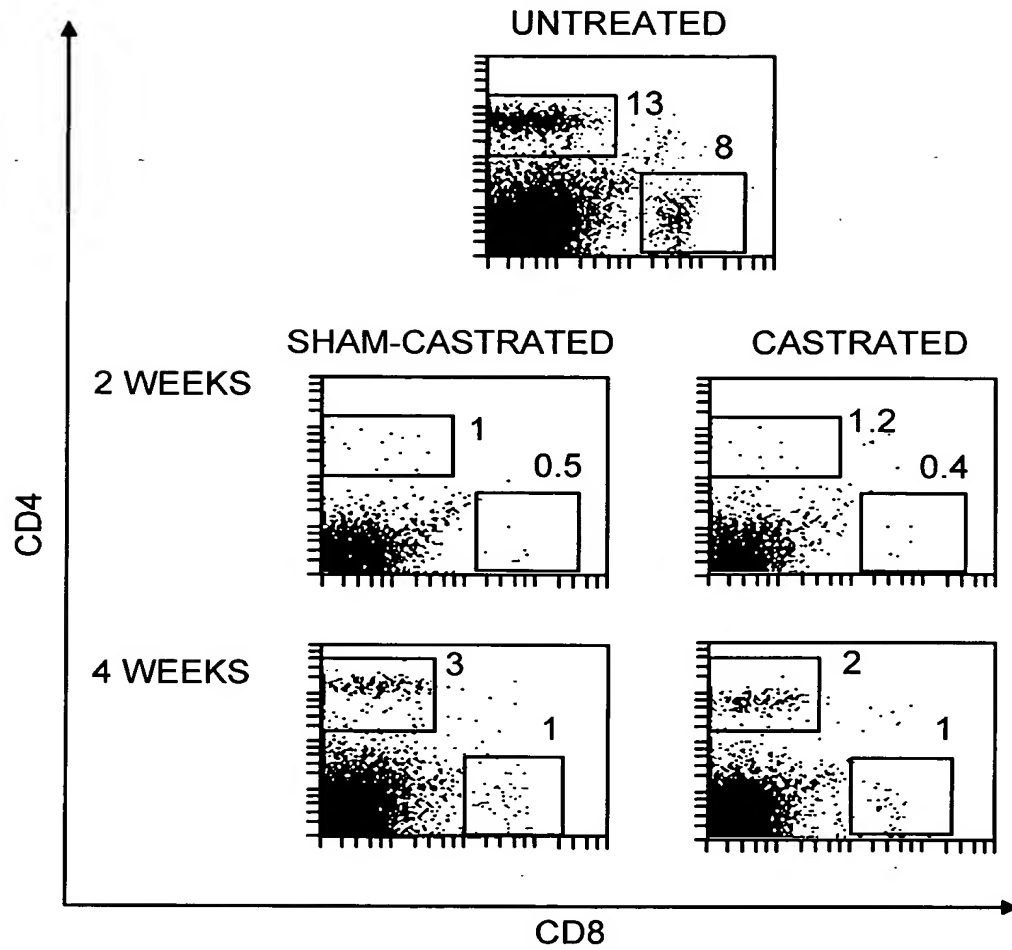 UNTREATED
13
8
SHAM-CASTRATED
CASTRATED
2 WEEKS
1
0.5
1.2
0.4
CD4
4 WEEKS
3
1
2
1
CD8